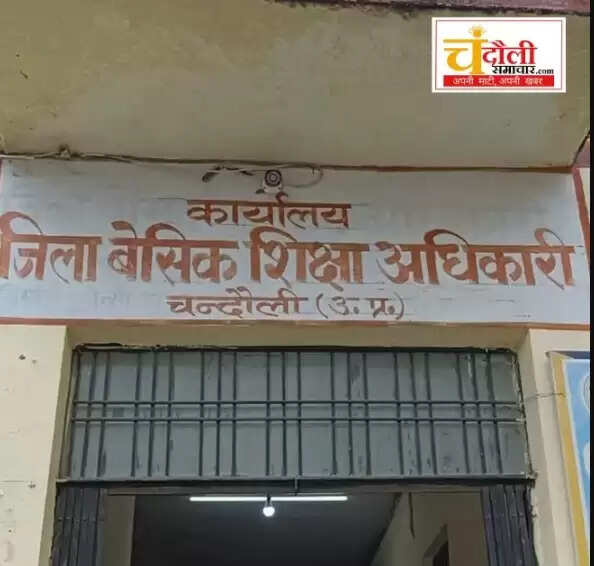 चंदौली
समाचार.com
अपनी माटी, अपनी खबर
कार्यालय
जिला बेसिक शिक्षा अधिकारी
चन्दौली (उ. प्र.)